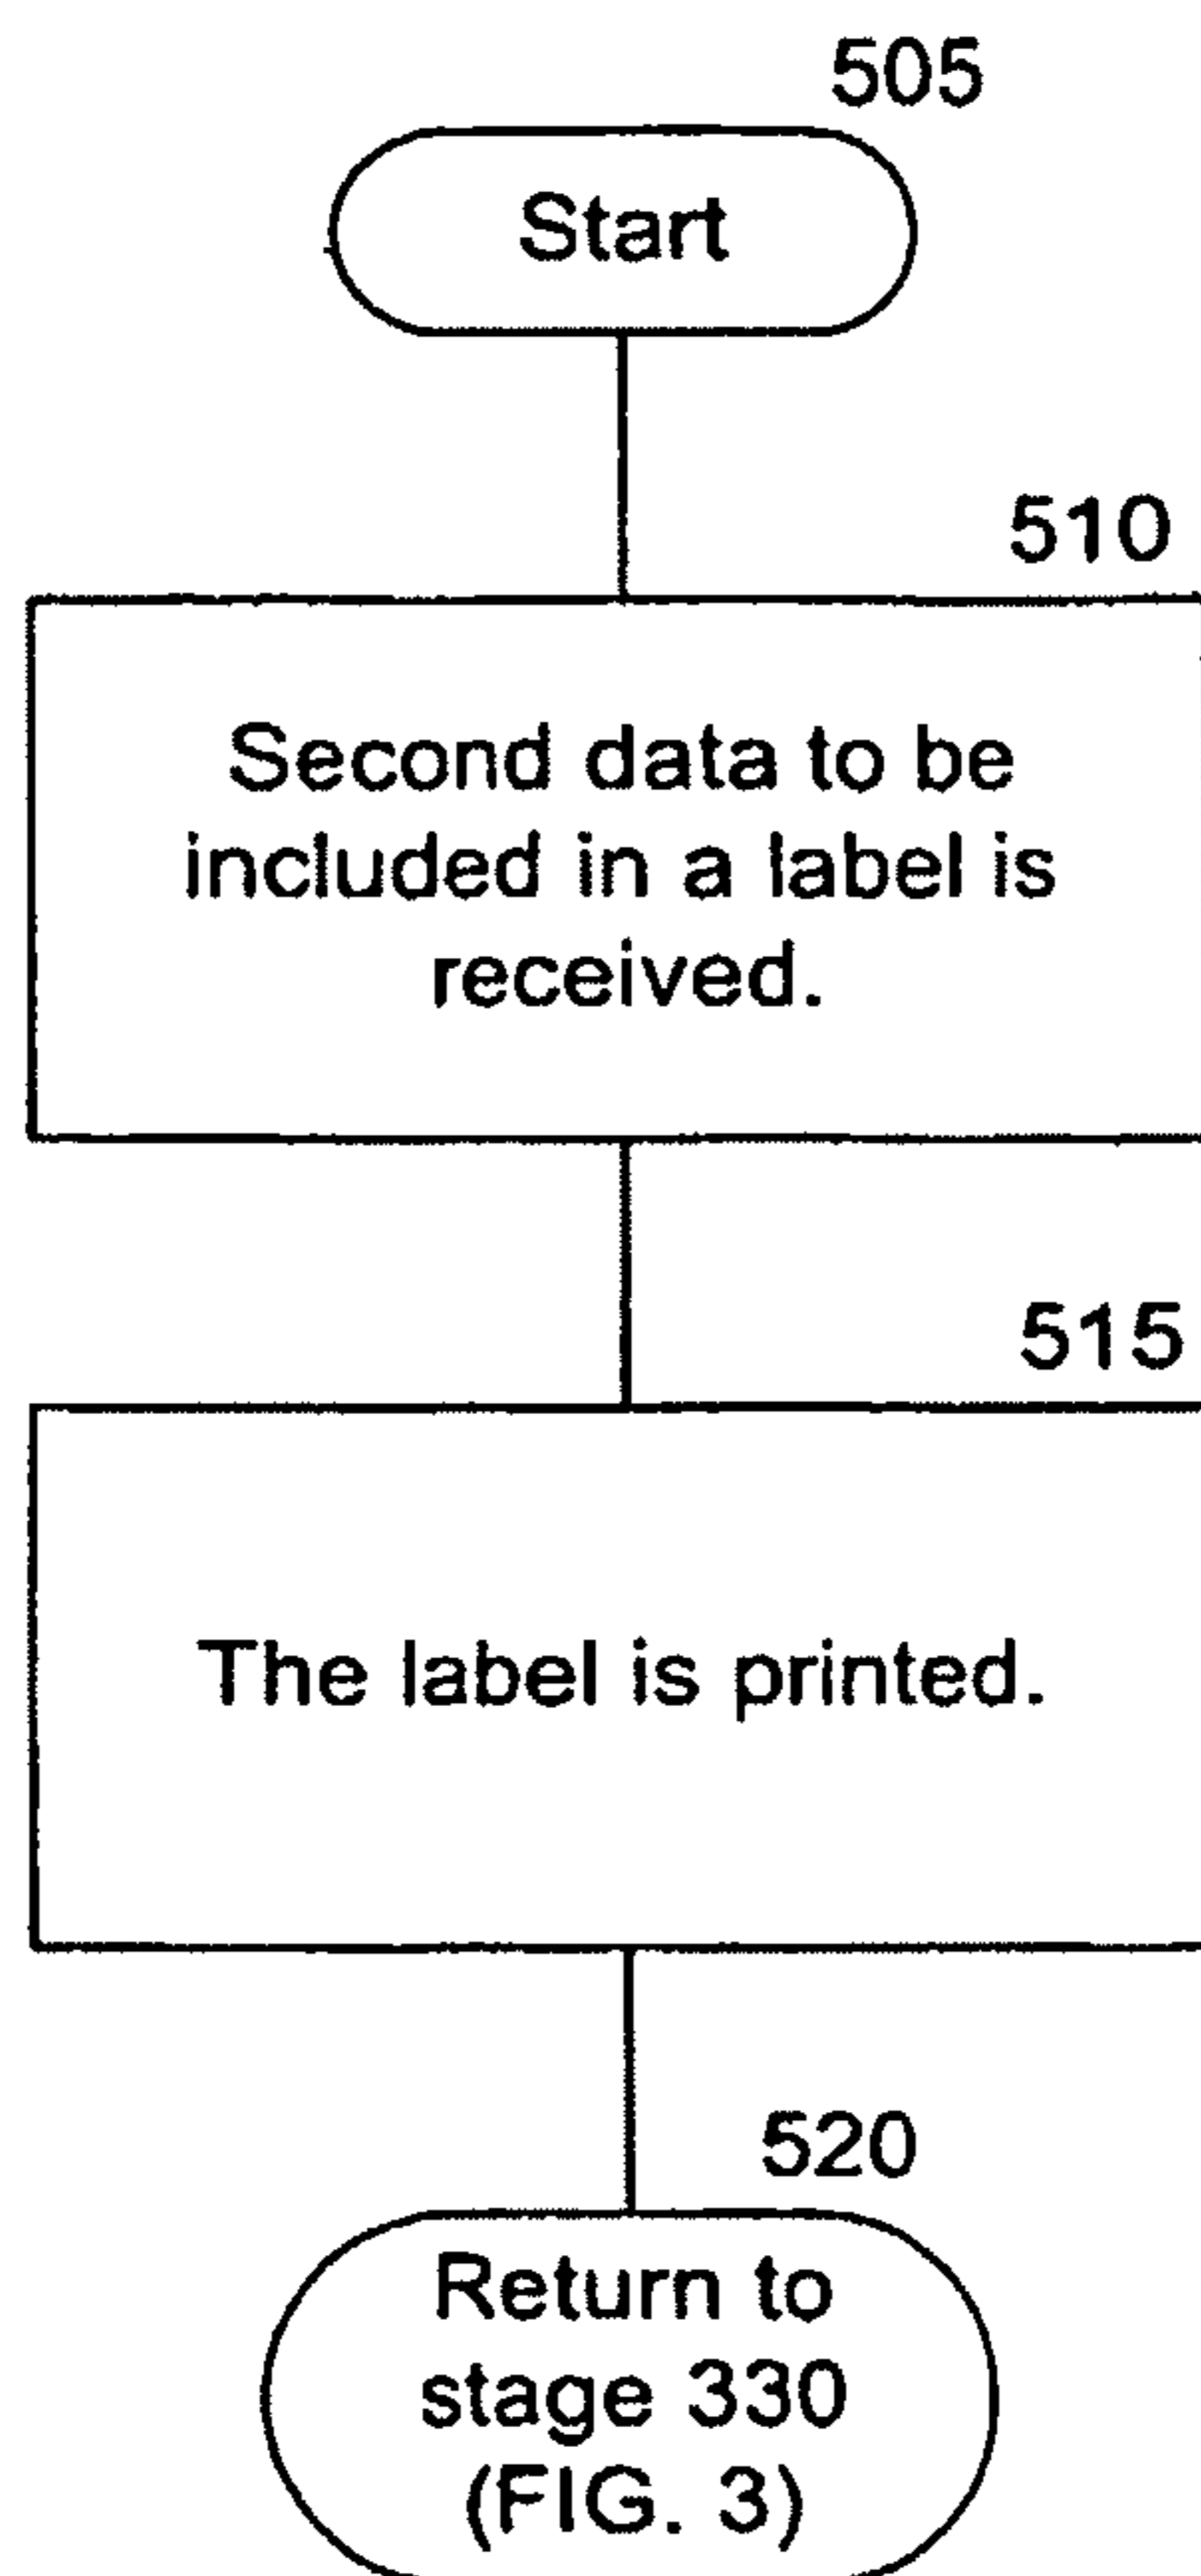 505
Start
510
Second data to be
included in a label is
received.
515
The label is printed.
520
Return to
stage 330
(FIG. 3)